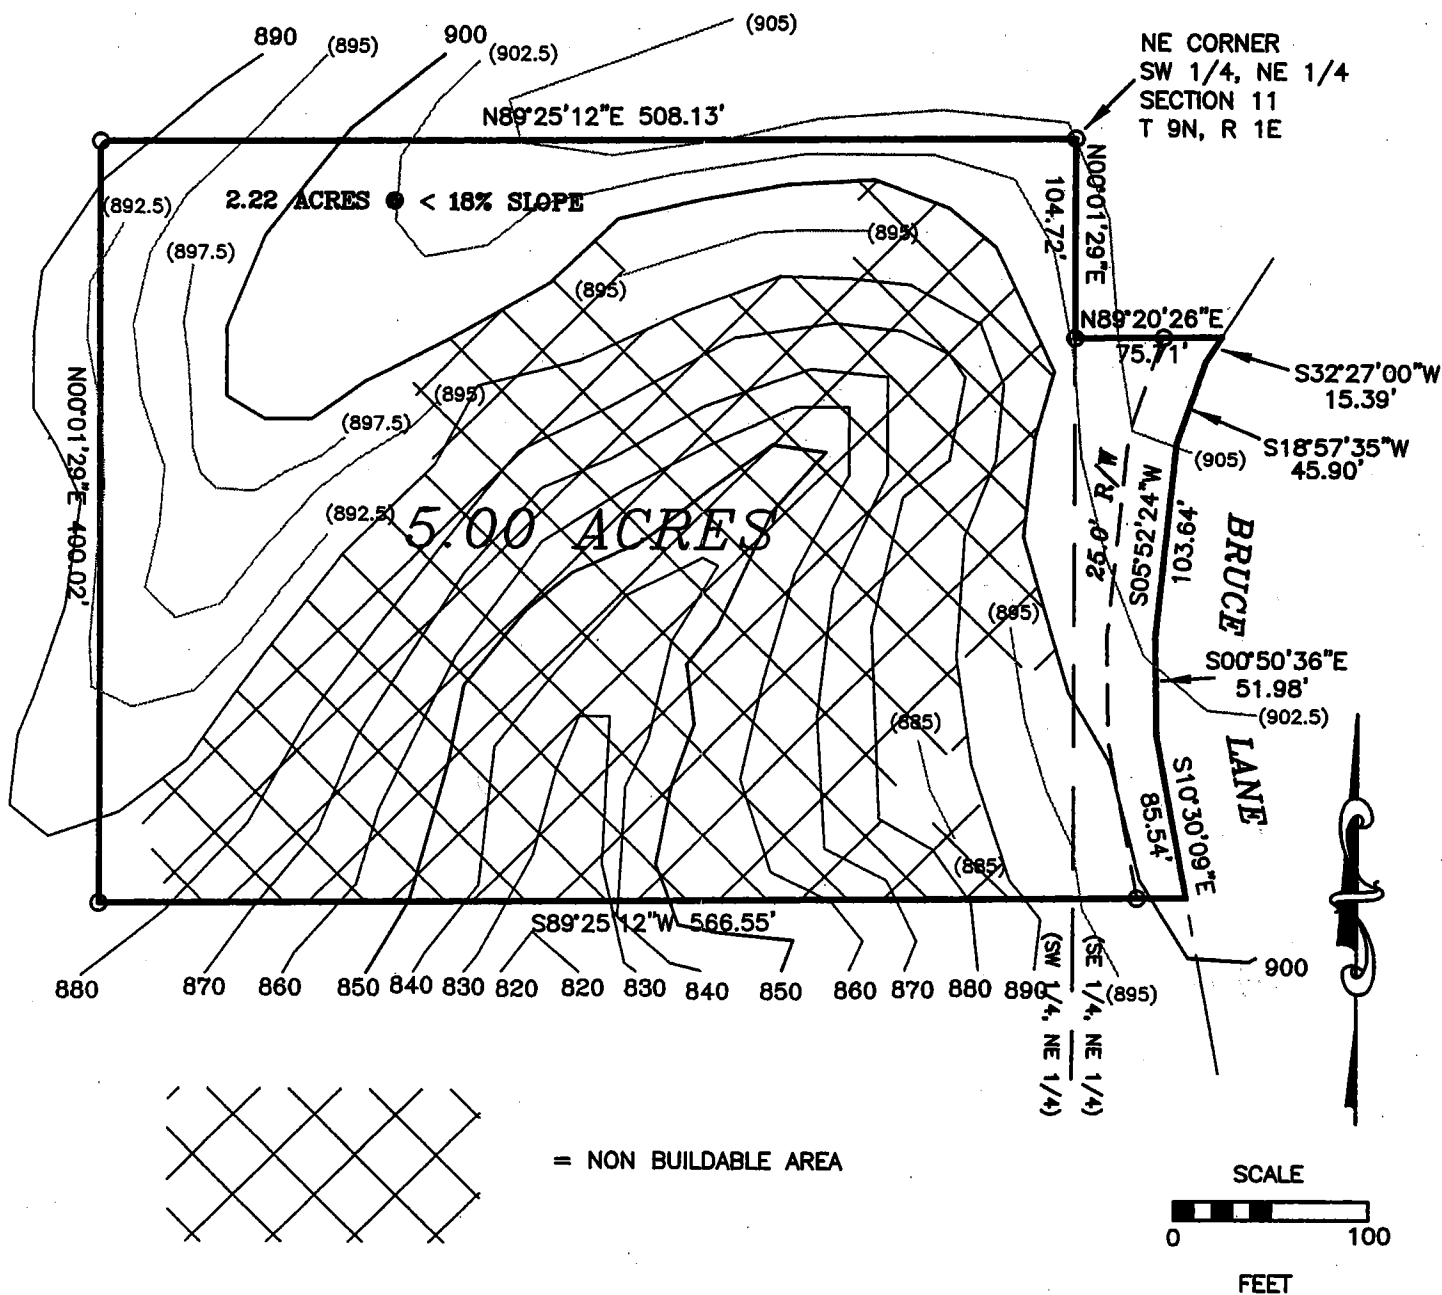 (905)
890
(895)
900
(902.5)
NE CORNER
SW 1/4, NE 1/4
SECTION 11
T 9N, R 1E
N89°25'12"E 508.13'
N00°01'29"E
104.72'
(892.5)
2.22 ACRES
< 18% SLOPE
(897.5)
(895)
(895)
N89°20'26"E
75.71'
S32°27'00"W
15.39'
(895)
(897.5)
S18°57'35"W
45.90'
(905)
N00°01'29"E 400.02'
(892.5)
5.00 ACRES
25.0' R/W
S05°52'24"W
103.64'
BRUCE LANE
(895)
S00°50'36"E
51.98'
(902.5)
(885)
S10°30'09"E
85.54'
(885)
S89°25'12"W 566.55'
900
880
870
860
850
840
830
820
820
830
840
850
860
870
880
890
(895)
(SW 1/4, NE 1/4)
(SE 1/4, NE 1/4)
= NON BUILDABLE AREA
SCALE
0 100
FEET